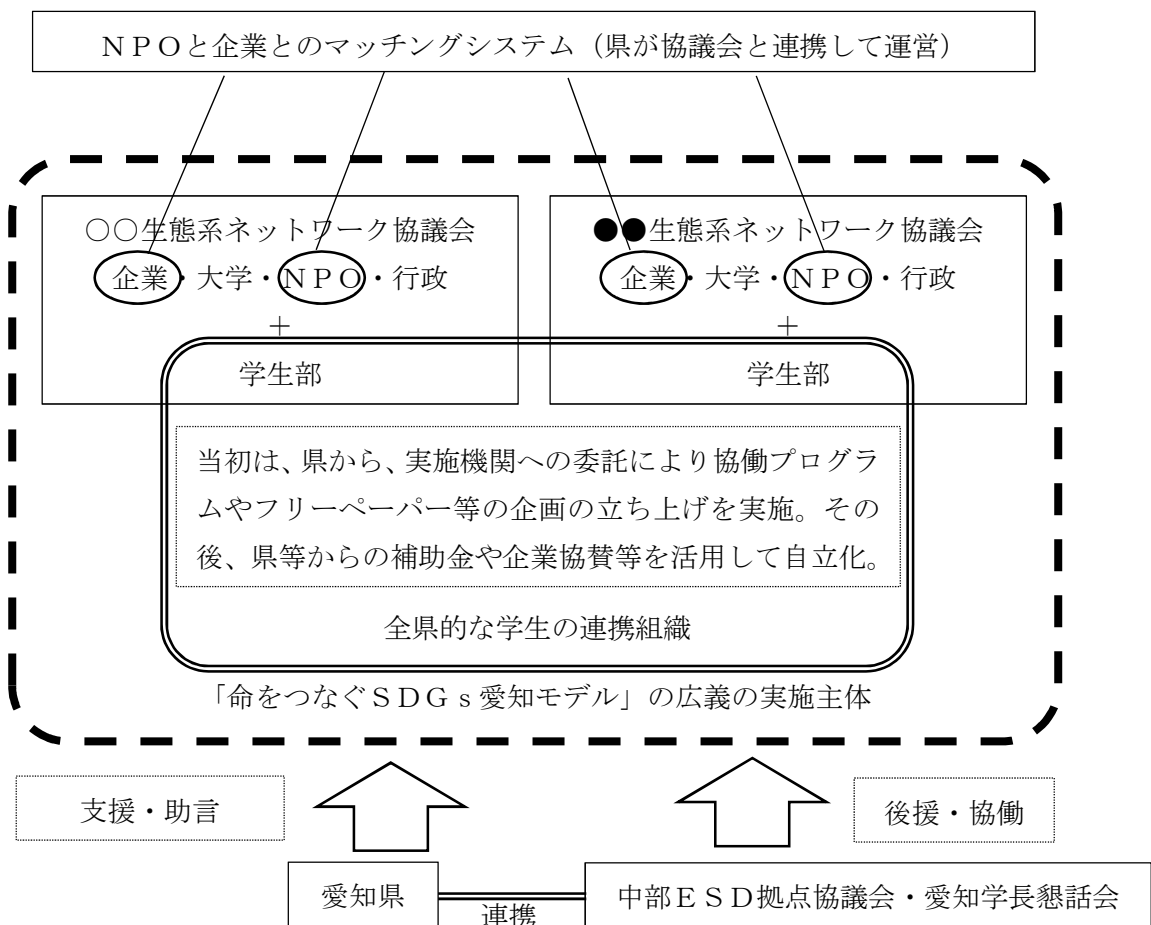 NPOと企業とのマッチングシステム（県が協議会と連携して運営）
○○生態系ネットワーク協議会
企業・大学・NPO・行政
＋
学生部
●●生態系ネットワーク協議会
企業・大学・NPO・行政
＋
学生部
当初は、県から、実施機関への委託により協働プログラ
ムやフリーペーパー等の企画の立ち上げを実施。その
後、県等からの補助金や企業協賛等を活用して自立化。
全県的な学生の連携組織
「命をつなぐSDGs愛知モデル」の広義の実施主体
支援・助言
後援・協働
愛知県
連携
中部ESD拠点協議会・愛知学長懇話会